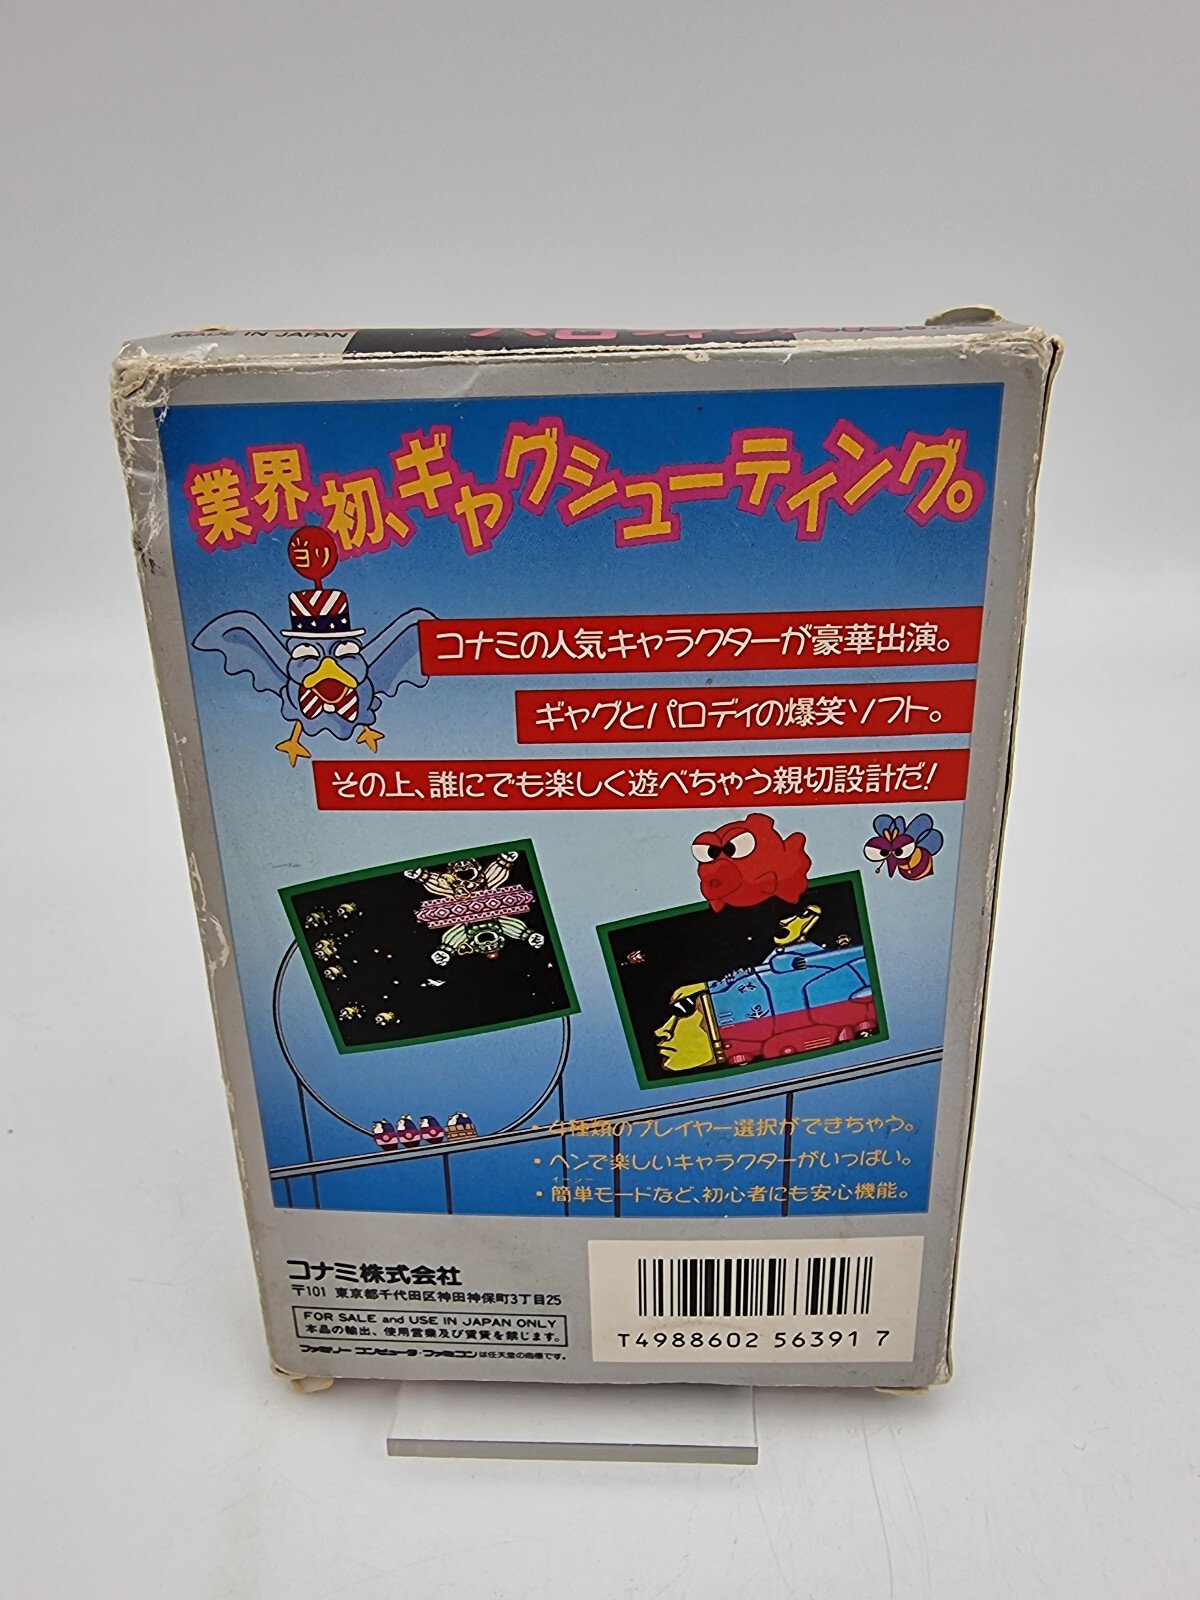 MADE IN JAPAN
業界初、ギャグシューティング。
ヨリ
コナミの人気キャラクターが豪華出演。
ギャグとパロディの爆笑ソフト。
その上、誰にでも楽しく遊べちゃう親切設計だ!
・4種類のプレイヤー選択ができちゃう。
・ヘンで楽しいキャラクターがいっぱい。
イージー
・簡単モードなど、初心者にも安心機能。
コナミ株式会社
〒101 東京都千代田区神田神保町3丁目25
FOR SALE and USE IN JAPAN ONLY
本品の輸出、使用営業及び賃貸を禁じます。
ファミリーコンピュータ・ファミコンは任天堂の商標です。
T4988602 563917